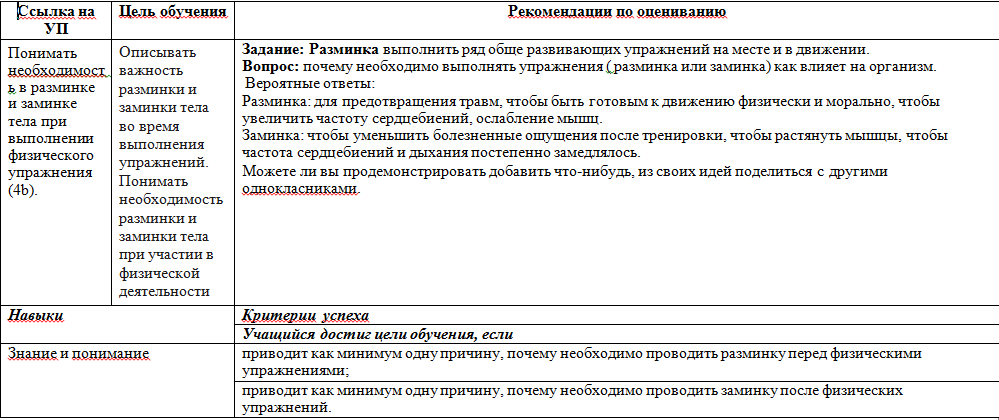 Ссылка на УП
Цель обучения
Рекомендации по оцениванию
Понимать
необходимост
ь в разминке
и заминке
тела при
выполнении
физического
упражнения
(4b).
Описывать
важность
разминки и
заминки тела
во время
выполнения
упражнений.
Понимать
необходимость
разминки и
заминки тела
при участии в
физической
деятельности
Задание: Разминка выполнить ряд обще развивающих упражнений на месте и в движении.
Вопрос: почему необходимо выполнять упражнения ( разминка или заминка) как влияет на организм.
Вероятные ответы:
Разминка: для предотвращения травм, чтобы быть готовым к движению физически и морально, чтобы
увеличить частоту сердцебиений, ослабление мышц.
Заминка: чтобы уменьшить болезненные ощущения после тренировки, чтобы растянуть мышцы, чтобы
частота сердцебиений и дыхания постепенно замедлялось.
Можете ли вы продемонстрировать добавить что-нибудь, из своих идей поделиться с другими
однокласниками.
Навыки
Критерии успеха
Учащийся достиг цели обучения, если
Знание и понимание
приводит как минимум одну причину, почему необходимо проводить разминку перед физическими
упражнениями;
приводит как минимум одну причину, почему необходимо проводить заминку после физических
упражнений.